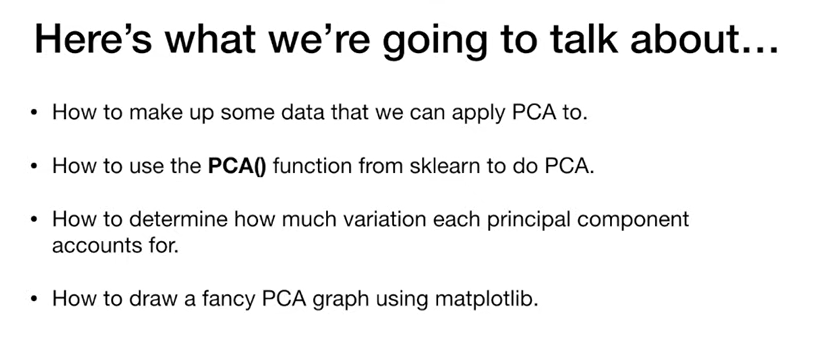 Here's what we're going to talk about...
• How to make up some data that we can apply PCA to.
• How to use the PCA() function from sklearn to do PCA.
• How to determine how much variation each principal component
accounts for.
• How to draw a fancy PCA graph using matplotlib.